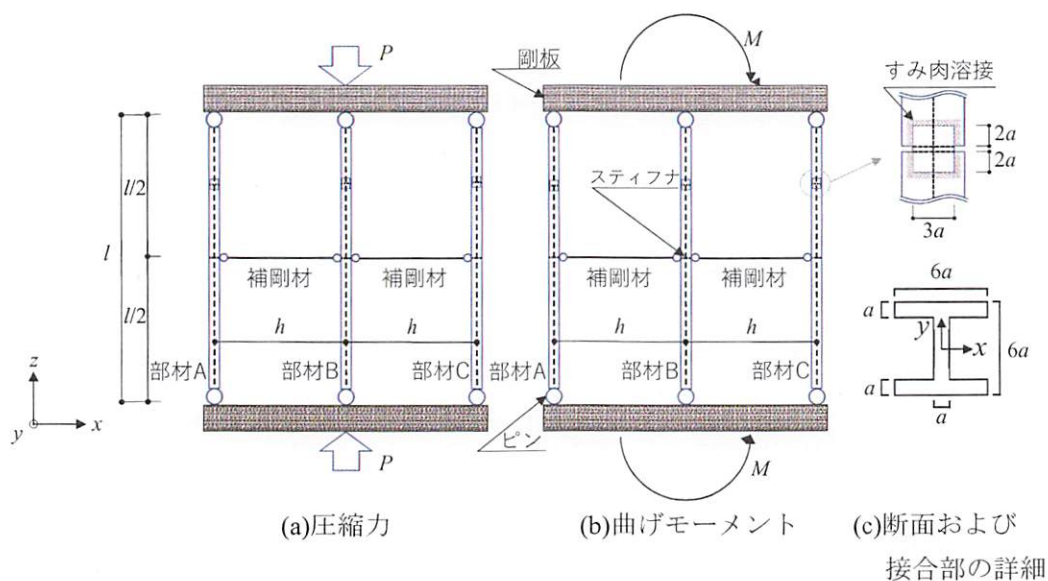 P
剛板
M
すみ肉溶接
2a
2a
3a
l/2
l
l/2
スティフナ
補剛材
補剛材
補剛材
補剛材
h
h
h
h
部材A
部材B
部材C
部材A
部材B
部材C
6a
a
y
x
6a
a
a
z
y
x
ピン
P
M
(a)圧縮力
(b)曲げモーメント
(c)断面および
接合部の詳細